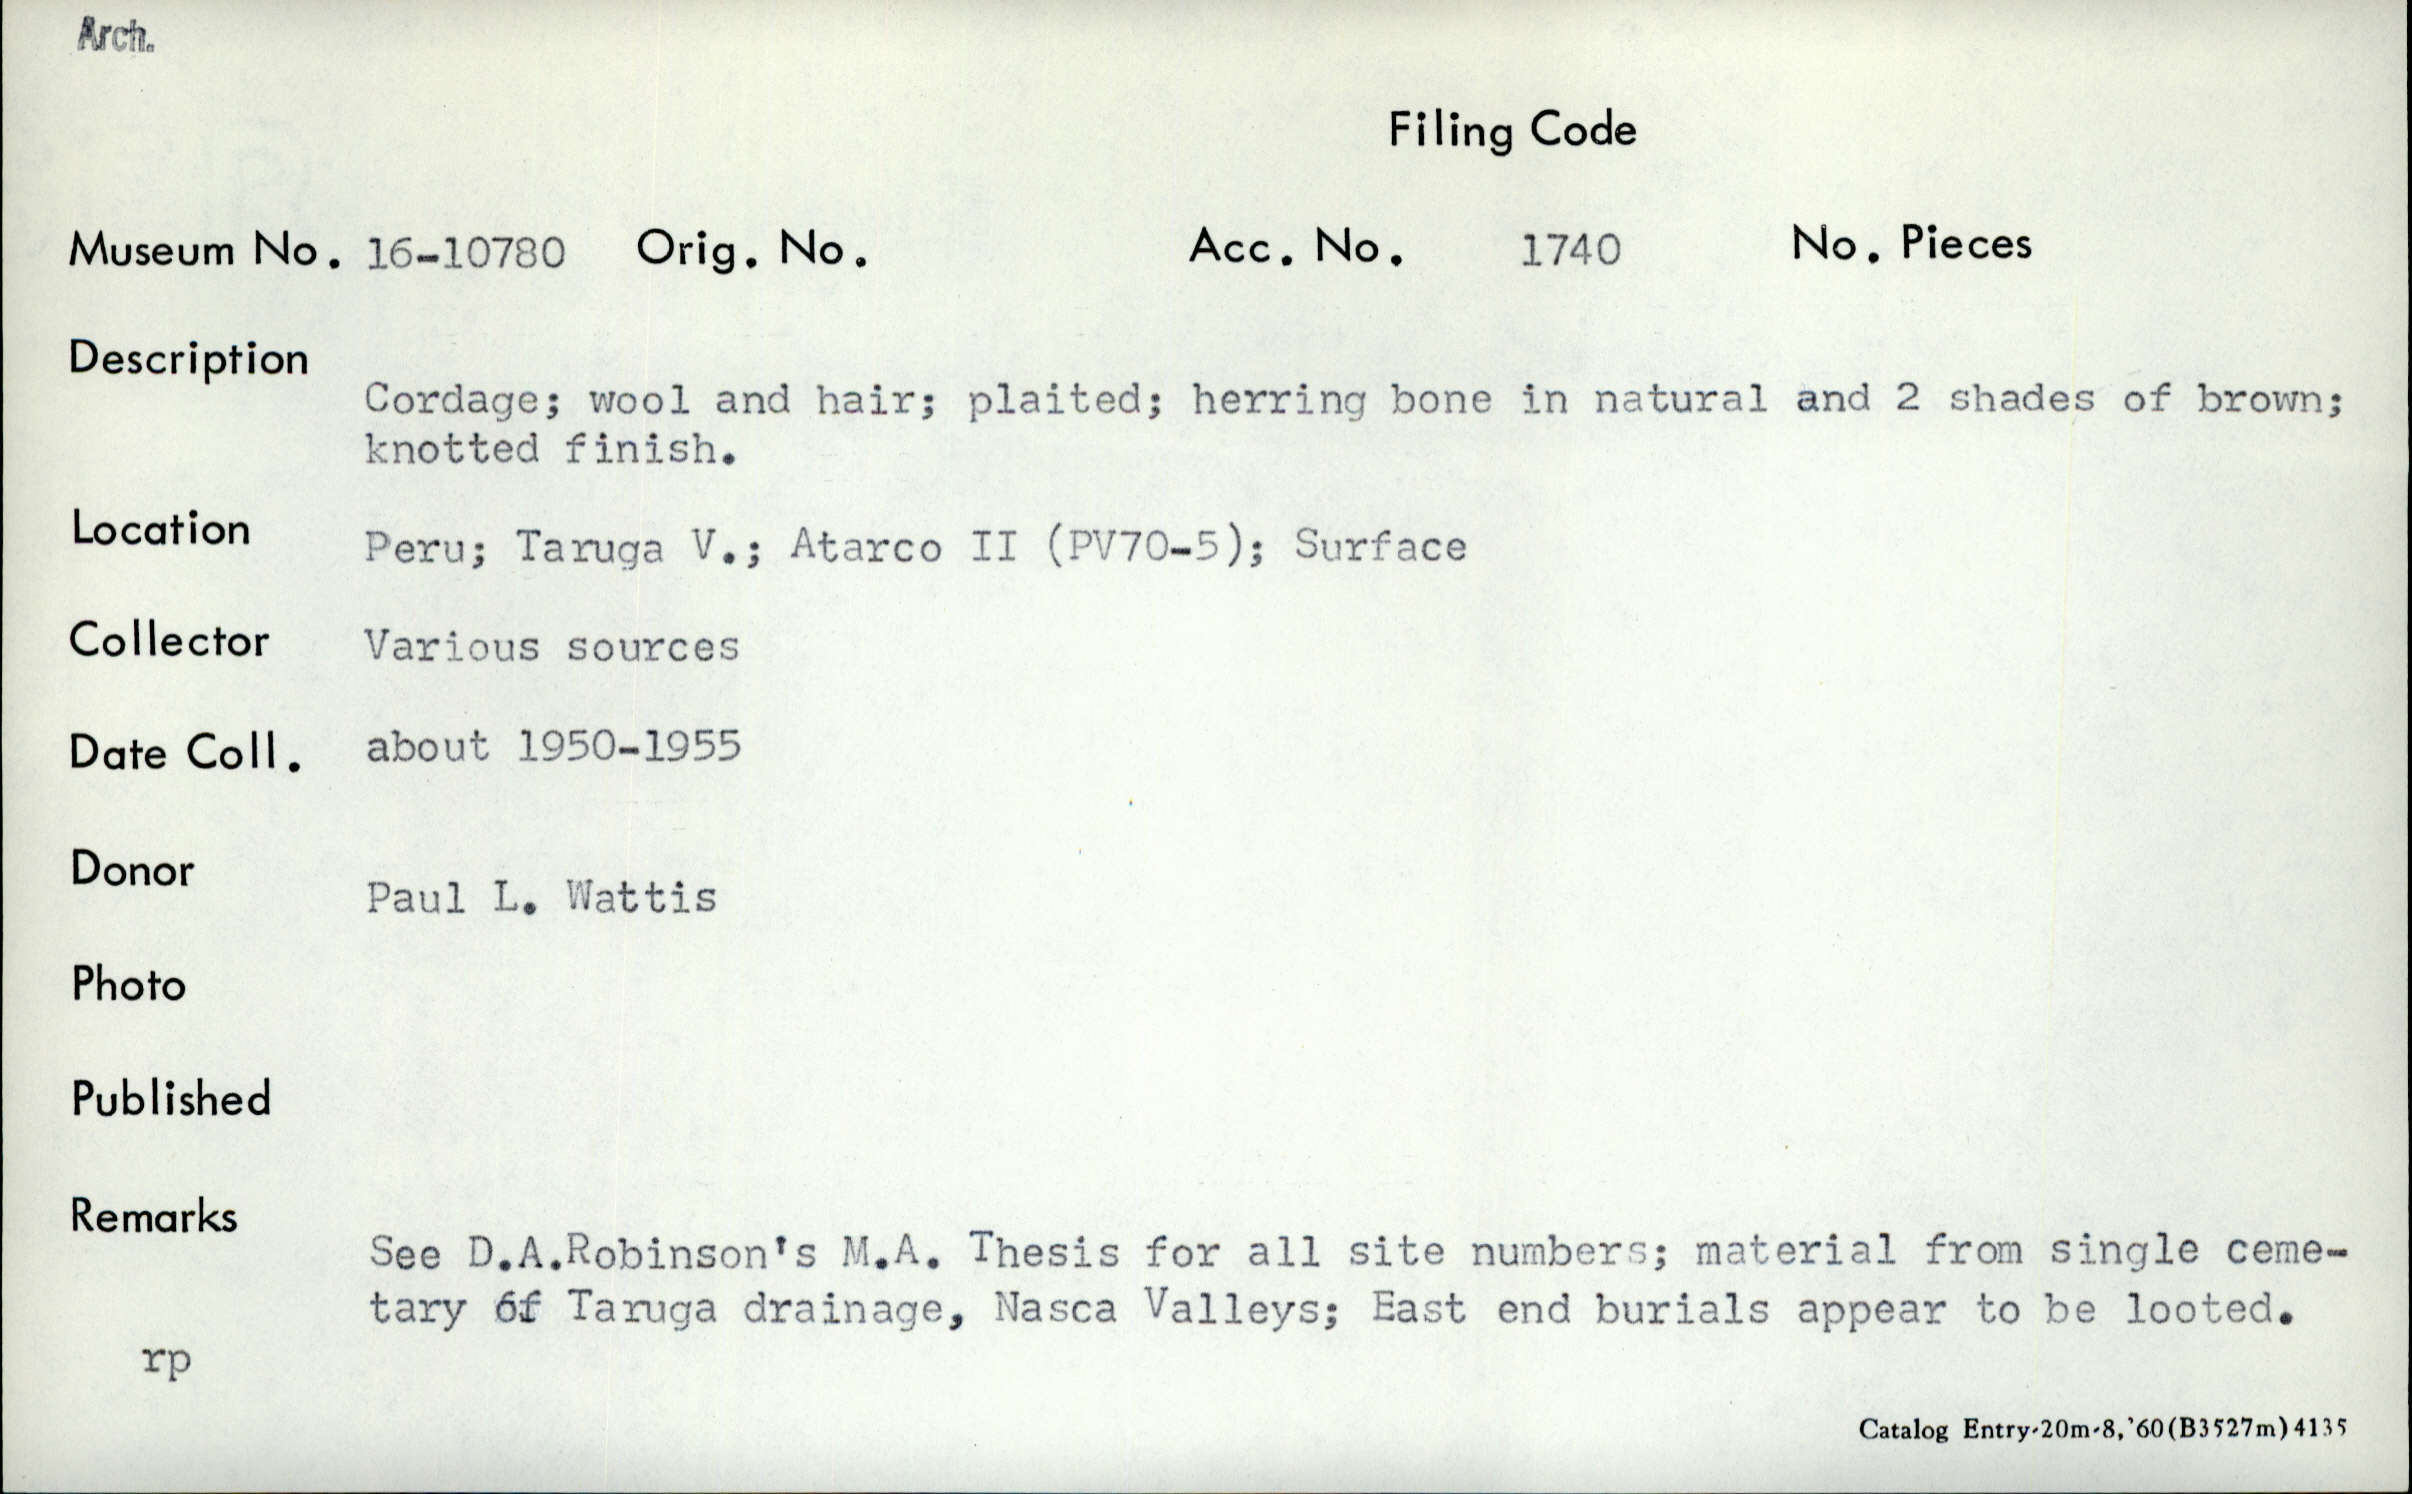 Arch.
Filing Code
Museum No. 16-10780 Orig. No. Acc. No. 1740 No. Pieces
Description
Cordage; wool and hair; plaited; herring bone in natural and 2 shades of brown;
knotted finish.
Location Peru; Taruga V.; Atarco II (PV70-5); Surface
Collector Various sources
Date Coll. about 1950-1955
Donor Paul L. Wattis
Photo
Published
Remarks
See D.A.Robinson's M.A. Thesis for all site numbers; material from single ceme-
tary of Taruga drainage, Nasca Valleys; East end burials appear to be looted.
rp
Catalog Entry-20m-8,'60(B3527m)4135